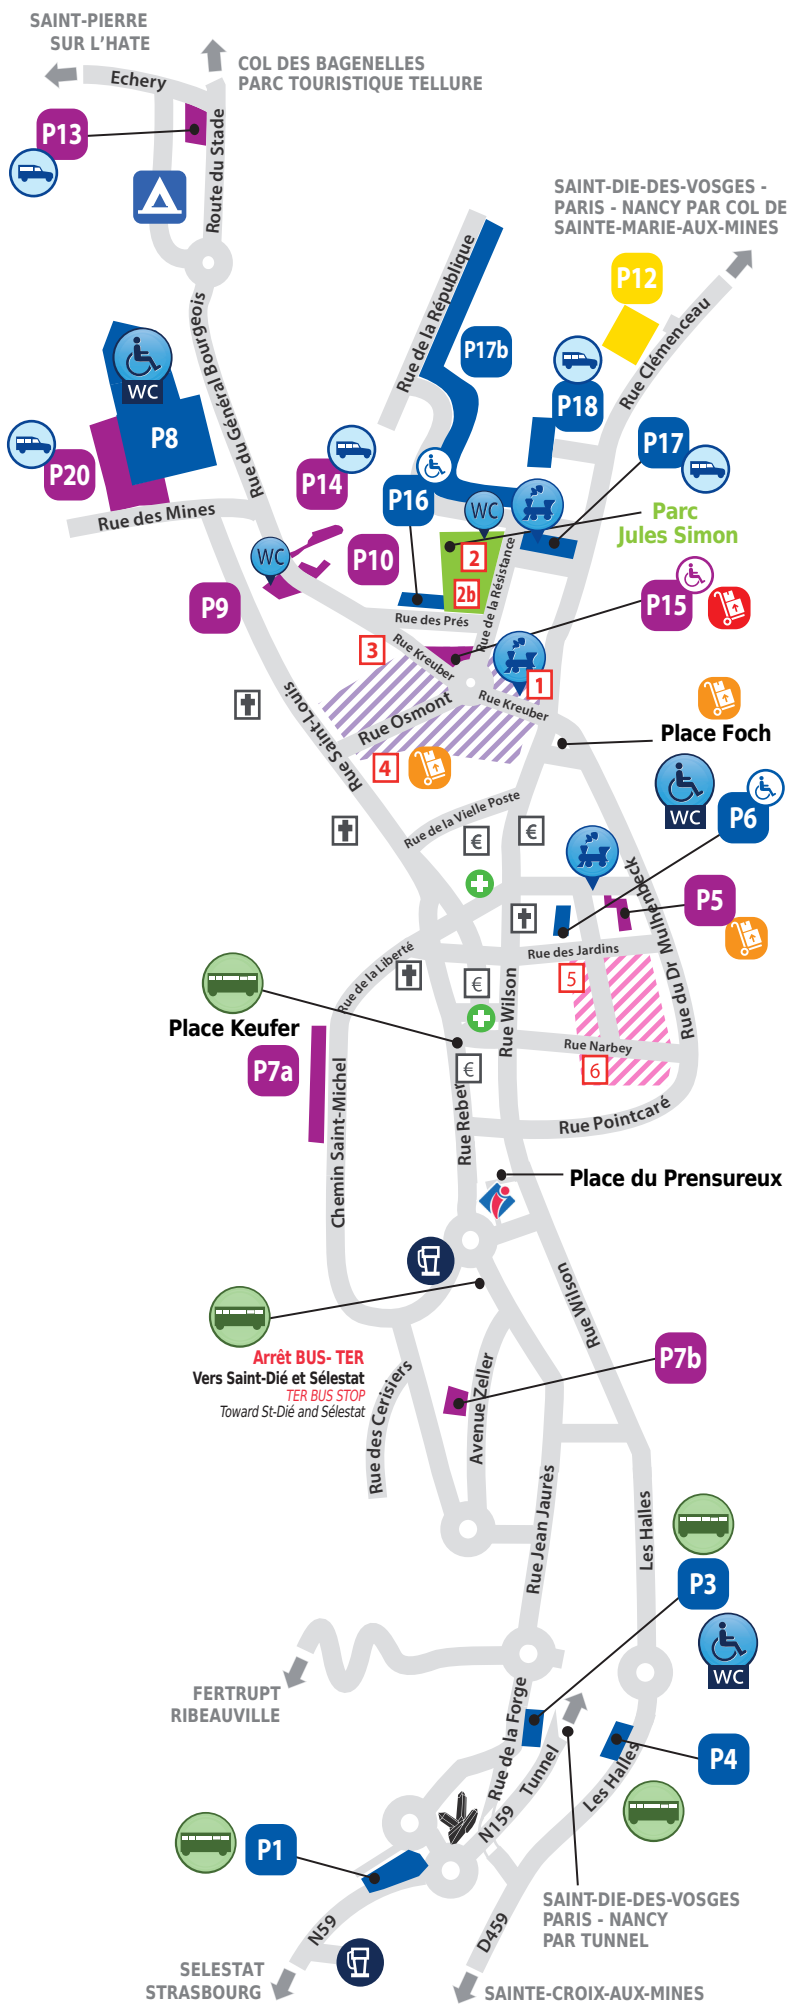 SAINT-PIERRE
SUR L'HATE
COL DES BAGENELLES
PARC TOURISTIQUE TELLURE
Echery
P13
Route du Stade
SAINT-DIE-DES-VOSGES -
PARIS - NANCY PAR COL DE
SAINTE-MARIE-AUX-MINES
P12
Rue de la République
Rue Clémenceau
Rue du Général Bourgeois
P17b
WC
P18
P8
P17
P20
P14
P16
Rue des Mines
WC
Parc
Jules Simon
WC
P10
2
Rue de la Résistance
P9
2b
P15
Rue des Prés
3
Rue Kreuber
1
Rue Kreuber
Rue Osmont
Rue Saint-Louis
Place Foch
4
WC
P6
Rue de la Vielle Poste
€
€
Rue du Dr Mulhenbeck
P5
Rue des Jardins
Rue de la Liberté
5
€
Rue Wilson
Place Keufer
Rue Narbey
P7a
€
6
Chemin Saint-Michel
Rue Reber
Rue Pointcaré
Place du Prensureux
Rue Wilson
Arrêt BUS- TER
Vers Saint-Dié et Sélestat
TER BUS STOP
Toward St-Dié and Sélestat
P7b
Rue des Cerisiers
Avenue Zeller
Rue Jean Jaurès
Les Halles
P3
WC
FERTRUPT
RIBEAUVILLE
Rue de la Forge
P4
Tunnel
Les Halles
N159
P1
SAINT-DIE-DES-VOSGES
PARIS - NANCY
PAR TUNNEL
N59
D459
SELESTAT
STRASBOURG
SAINTE-CROIX-AUX-MINES